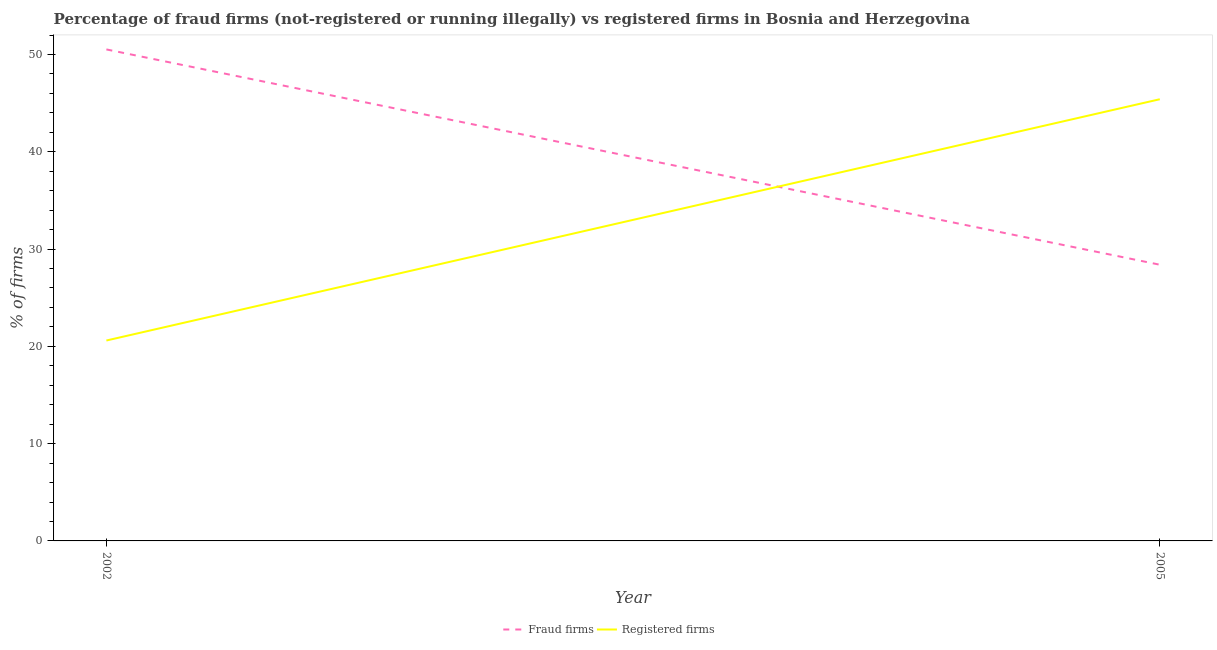 Percentage of fraud firms (not-registered or running illegally) vs registered firms in Bosnia and Herzegovina
% of firms
50
40
30
20
10
0
2002
2005
Year
Fraud firms
Registered firms